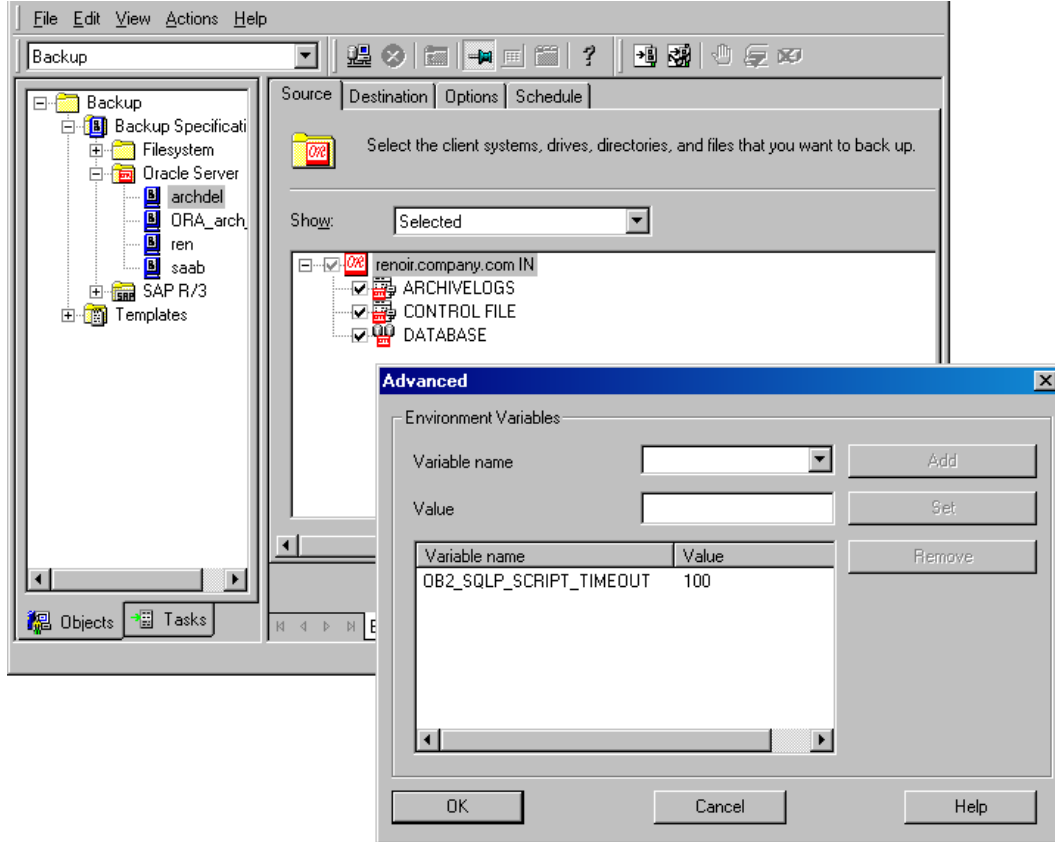 File Edit View Actions Help
Backup
Backup
Backup Specificati
Filesystem
Oracle Server
archdel
ORA_arch_
ren
saab
SAP R/3
Templates
Objects Tasks
Source Destination Options Schedule
Select the client systems, drives, directories, and files that you want to back up.
Show: Selected
renoir.company.com IN
ARCHIVELOGS
CONTROL FILE
DATABASE
Advanced
Environment Variables
Variable name Add
Value Set
Variable name Value Remove
OB2_SQLP_SCRIPT_TIMEOUT 100
OK Cancel Help